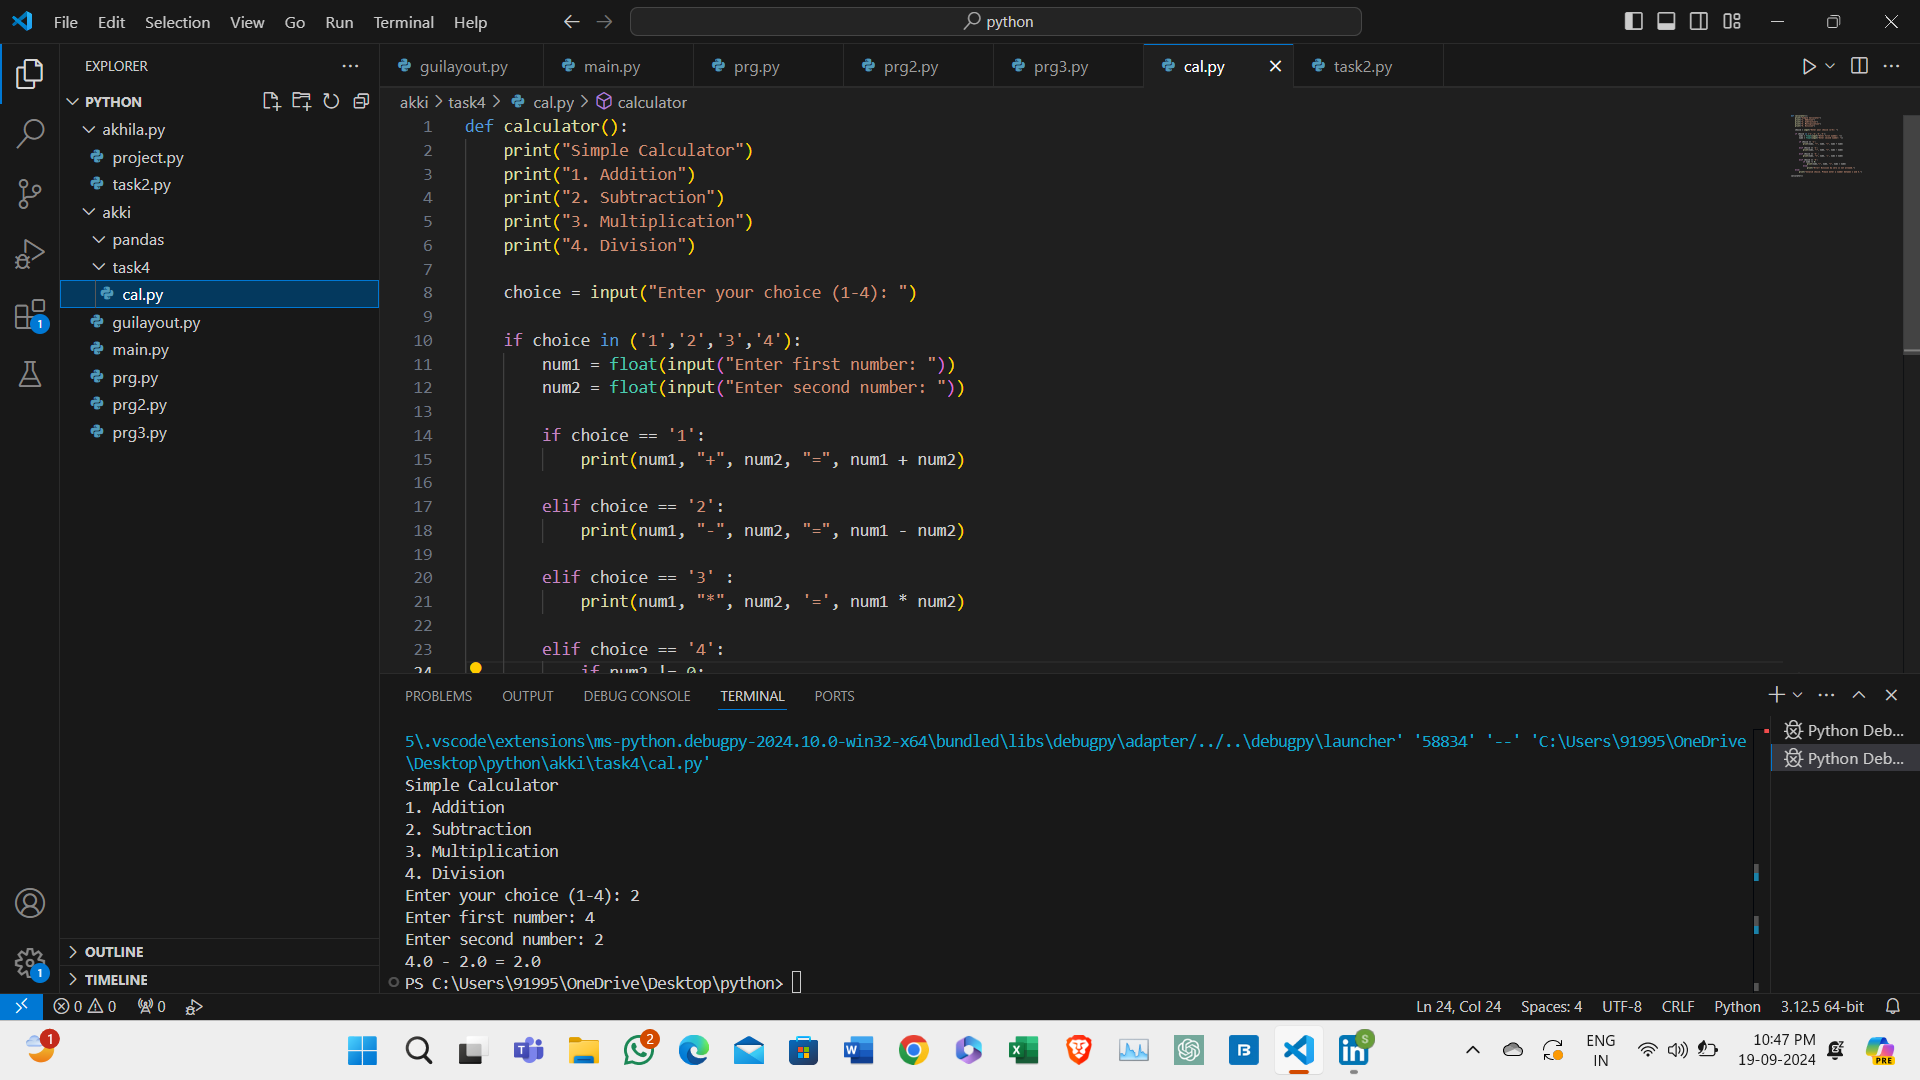 File Edit Selection View Go Run Terminal Help
python
EXPLORER
PYTHON
akhila.py
project.py
task2.py
akki
pandas
task4
cal.py
guilayout.py
main.py
prg.py
prg2.py
prg3.py
OUTLINE
TIMELINE
guilayout.py main.py prg.py prg2.py prg3.py cal.py task2.py
akki > task4 > cal.py > calculator
1 def calculator():
2 print("Simple Calculator")
3 print("1. Addition")
4 print("2. Subtraction")
5 print("3. Multiplication")
6 print("4. Division")
7
8 choice = input("Enter your choice (1-4): ")
9
10 if choice in ('1','2','3','4'):
11 num1 = float(input("Enter first number: "))
12 num2 = float(input("Enter second number: "))
13
14 if choice == '1':
15 print(num1, "+", num2, "=", num1 + num2)
16
17 elif choice == '2':
18 print(num1, "-", num2, "=", num1 - num2)
19
20 elif choice == '3' :
21 print(num1, "*", num2, '=', num1 * num2)
22
23 elif choice == '4':
24 if num2 != 0:
PROBLEMS OUTPUT DEBUG CONSOLE TERMINAL PORTS
5\.vscode\extensions\ms-python.debugpy-2024.10.0-win32-x64\bundled\libs\debugpy\adapter/../..\debugpy\launcher' '58834' '--' 'C:\Users\91995\OneDrive
\Desktop\python\akki\task4\cal.py'
Simple Calculator
1. Addition
2. Subtraction
3. Multiplication
4. Division
Enter your choice (1-4): 2
Enter first number: 4
Enter second number: 2
4.0 - 2.0 = 2.0
PS C:\Users\91995\OneDrive\Desktop\python>
Python Deb...
Python Deb...
0 0 0
Ln 24, Col 24 Spaces: 4 UTF-8 CRLF Python 3.12.5 64-bit
1
1
1
2
S
ENG
IN
10:47 PM
19-09-2024
PRE